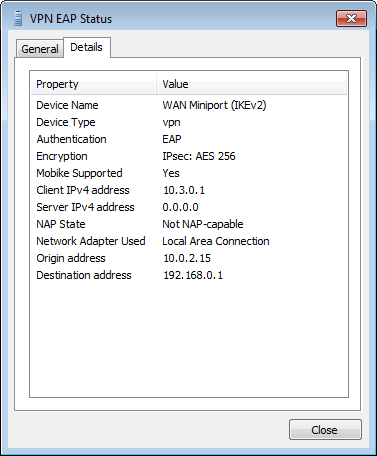 VPN EAP Status
General Details
Property Value
Device Name WAN Miniport (IKEv2)
Device Type vpn
Authentication EAP
Encryption IPsec: AES 256
Mobike Supported Yes
Client IPv4 address 10.3.0.1
Server IPv4 address 0.0.0.0
NAP State Not NAP-capable
Network Adapter Used Local Area Connection
Origin address 10.0.2.15
Destination address 192.168.0.1
Close